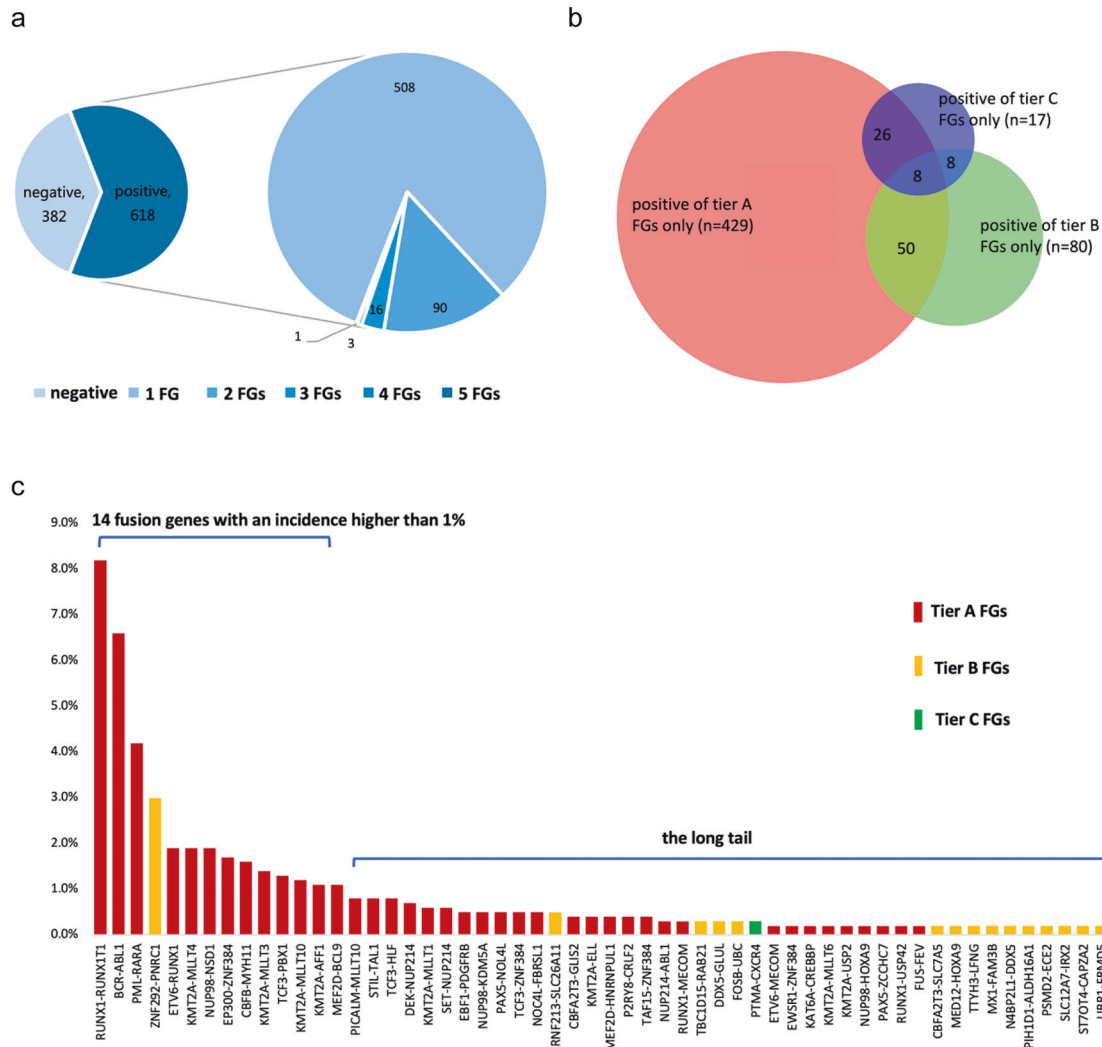 a
508
negative,
382
positive,
618
16
90
1
3
negative
1 FG
2 FGs
3 FGs
4 FGs
5 FGs
b
positive of tier C
FGs only (n=17)
26
8
8
positive of tier A
FGs only (n=429)
positive of tier B
FGs only (n=80)
50
c
14 fusion genes with an incidence higher than 1%
9.0%
8.0%
7.0%
6.0%
5.0%
4.0%
3.0%
2.0%
1.0%
0.0%
Tier A FGs
Tier B FGs
Tier C FGs
the long tail
RUNX1-RUNX1T1
BCR-ABL1
PML-RARA
ZNF292-PNRC1
ETV6-RUNX1
KMT2A-MLLT4
NUP98-NSD1
EP300-ZNF384
CBFB-MYH11
KMT2A-MLLT3
TCF3-PBX1
KMT2A-MLLT10
KMT2A-AFF1
MEF2D-BCL9
PICALM-MLLT10
STIL-TAL1
TCF3-HLF
DEK-NUP214
KMT2A-MLLT1
SET-NUP214
EBF1-PDGFRB
NUP98-KDM5A
PAX5-NOL4L
TCF3-ZNF384
NOC4L-FBRSL1
RNF213-SLC26A11
CBFA2T3-GLIS2
KMT2A-ELL
MEF2D-HNRNPUL1
P2RY8-CRLF2
TAF15-ZNF384
NUP214-ABL1
RUNX1-MECOM
TBC1D15-RAB21
DDX5-GLUL
FOSB-UBC
PTMA-CXCR4
ETV6-MECOM
EWSR1-ZNF384
KAT6A-CREBBP
KMT2A-MLLT6
KMT2A-USP2
NUP98-HOXA9
PAX5-ZCCHC7
RUNX1-USP42
FUS-FEV
CBFA2T3-SLC7A5
MED12-HOXA9
TTYH3-LFNG
MX1-FAM3B
N4BP2L1-DDX5
PIH1D1-ALDH16A1
PSMD2-ECE2
SLC12A7-IRX2
ST7OT4-CAPZA2